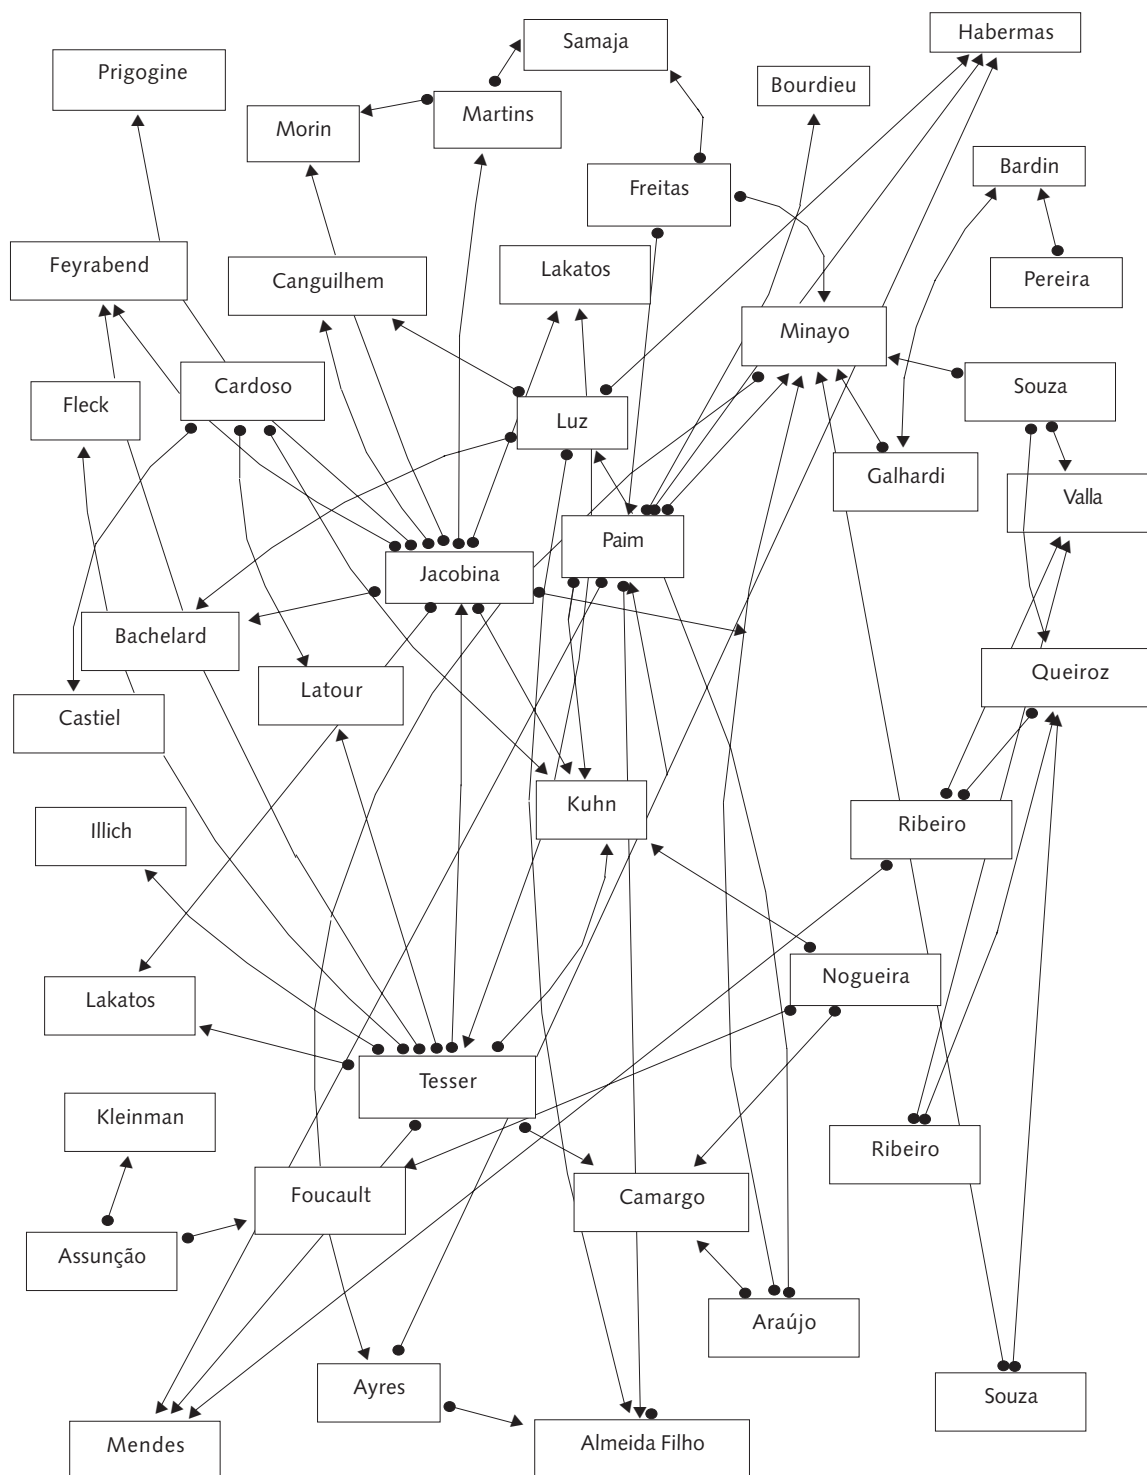 Samaja
Habermas
Prigogine
Bourdieu
Morin
Martins
Bardin
Freitas
Feyrabend
Lakatos
Canguilhem
Pereira
Minayo
Cardoso
Souza
Fleck
Luz
Galhardi
Valla
Paim
Jacobina
Bachelard
Queiroz
Latour
Castiel
Kuhn
Illich
Ribeiro
Nogueira
Lakatos
Tesser
Kleinman
Ribeiro
Foucault
Camargo
Assunção
Araújo
Ayres
Souza
Mendes
Almeida Filho